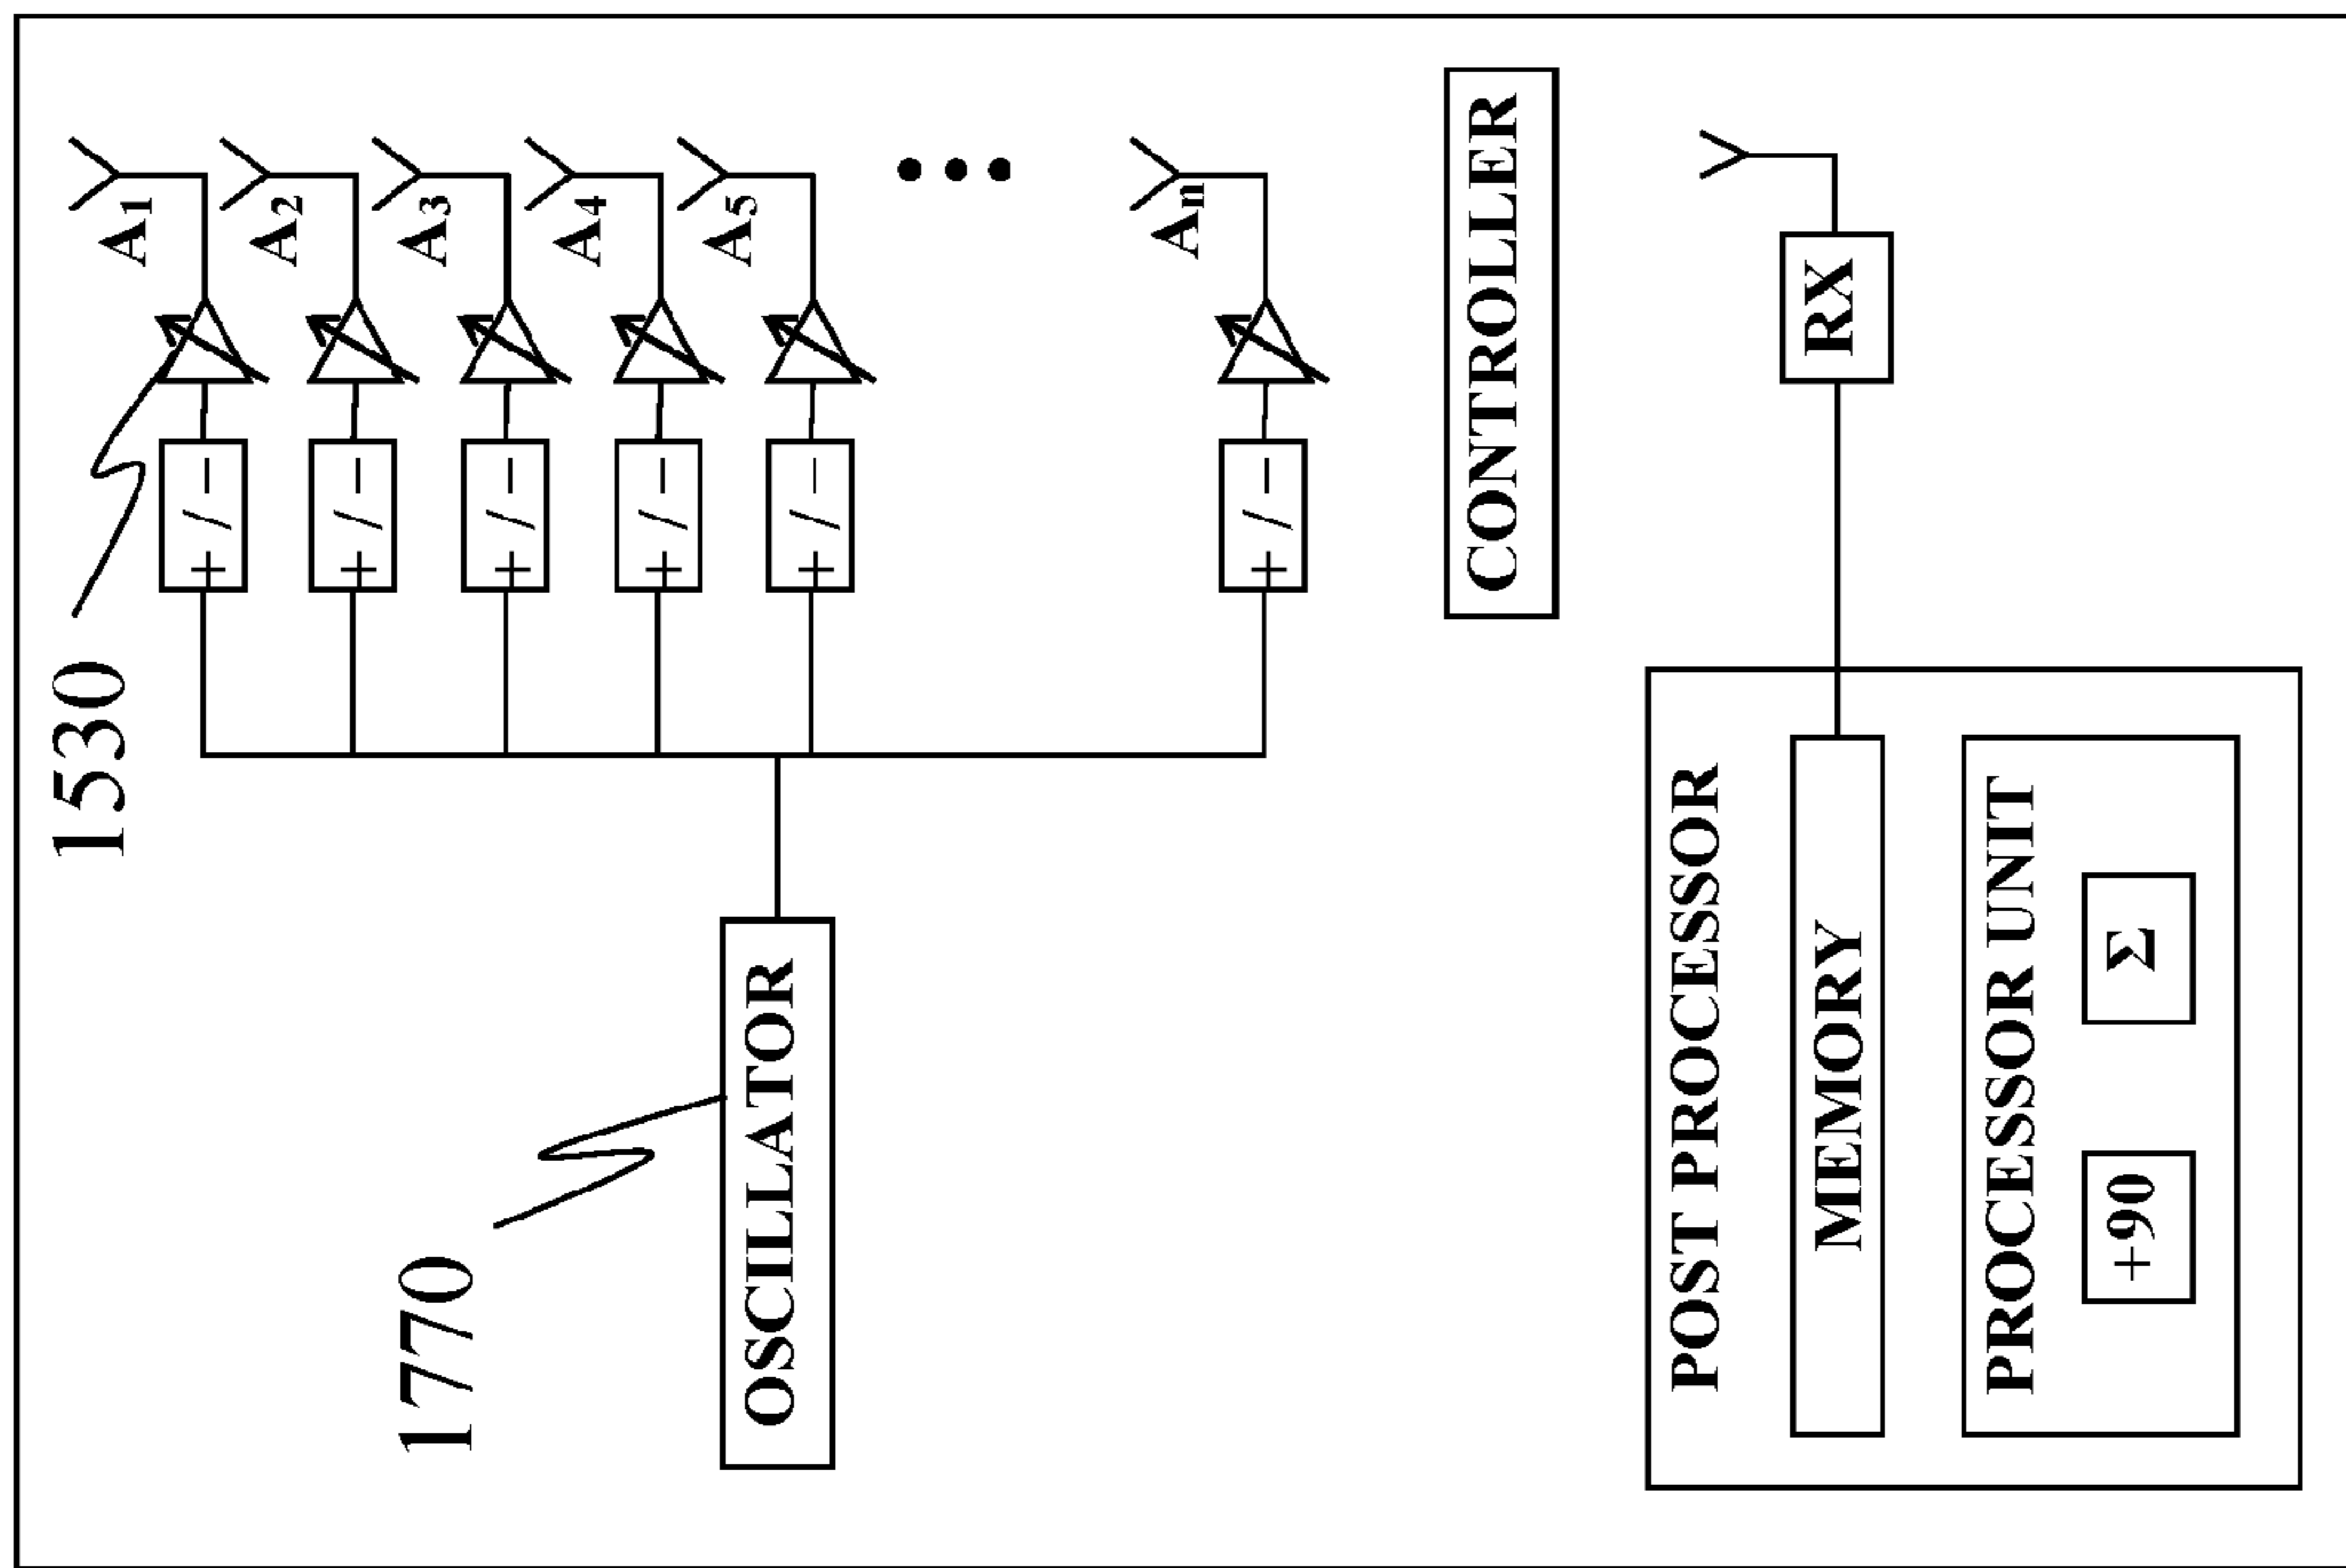 1530
A1
+ / −
A2
+ / −
A3
+ / −
A4
+ / −
A5
+ / −
An
+ / −
1770
OSCILLATOR
CONTROLLER
RX
POST PROCESSOR
MEMORY
PROCESSOR UNIT
+90
Σ